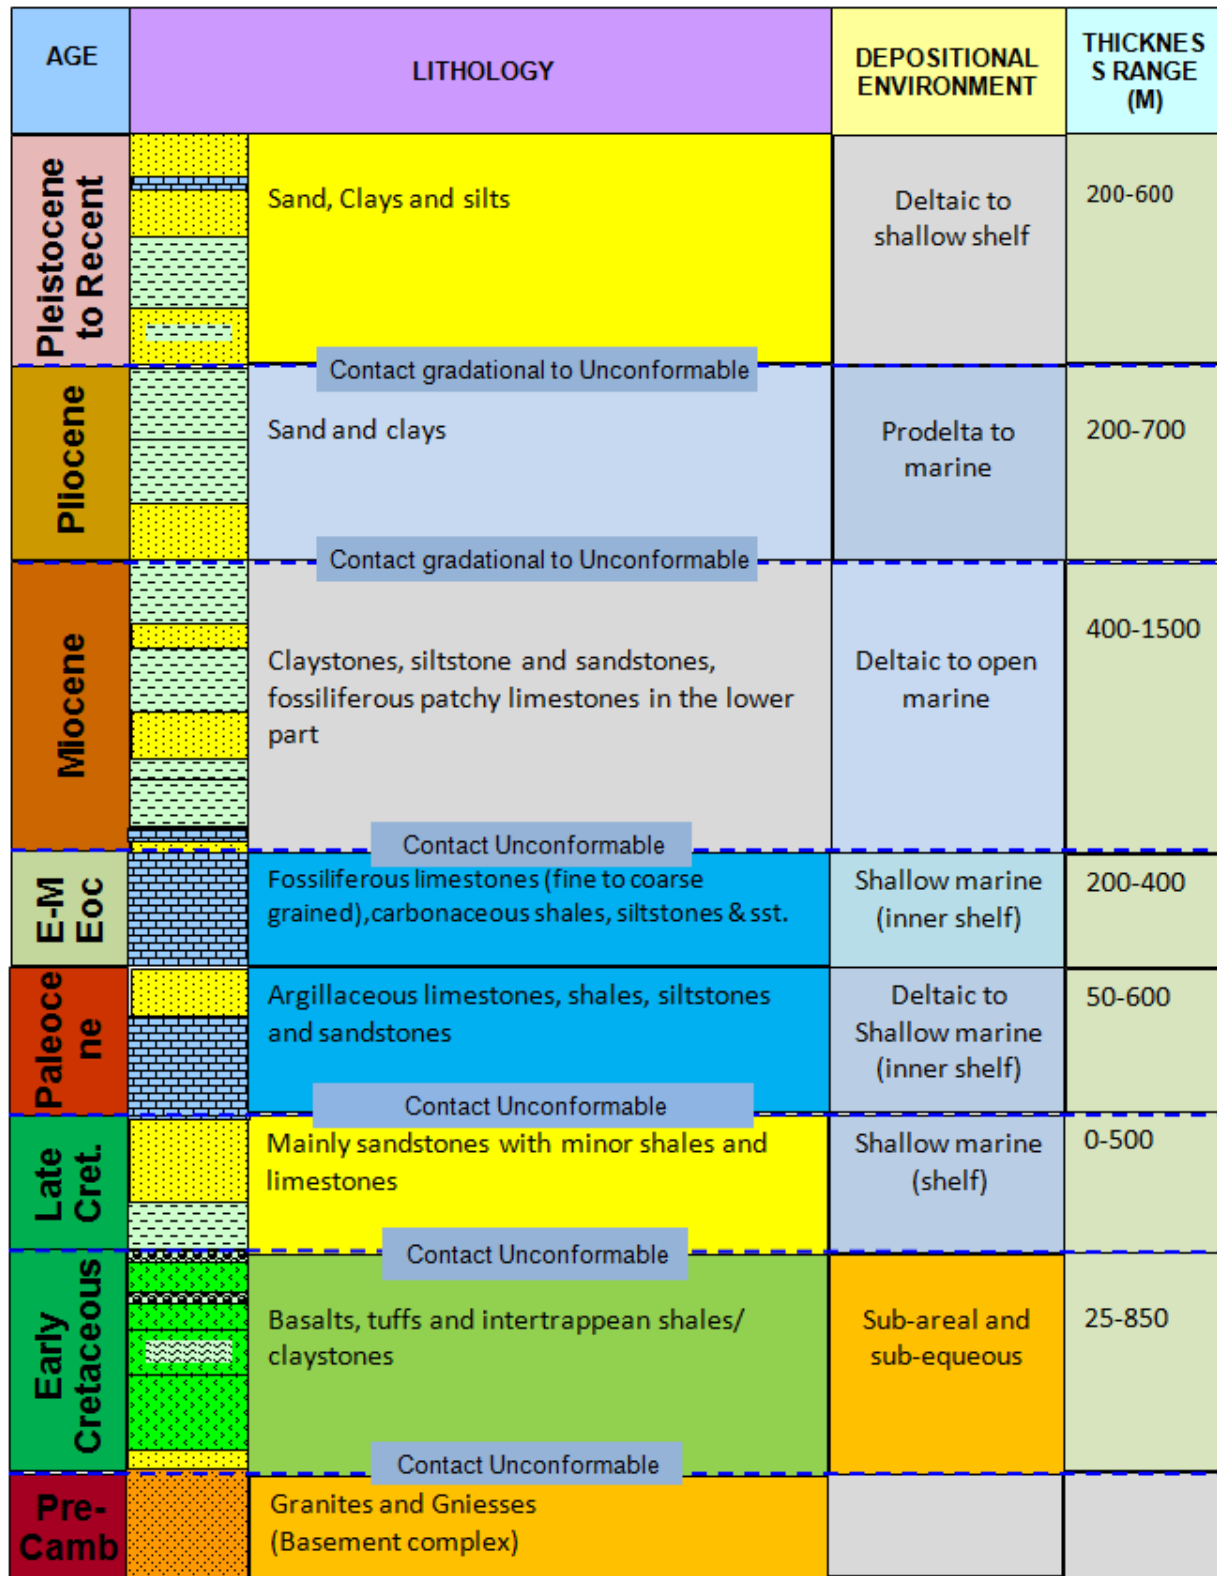 AGE
LITHOLOGY
DEPOSITIONAL
ENVIRONMENT
THICKNES
S RANGE
(M)
Pleistocene
to Recent
Sand, Clays and silts
Deltaic to
shallow shelf
200-600
Contact gradational to Unconformable
Pliocene
Sand and clays
Prodelta to
marine
200-700
Contact gradational to Unconformable
Miocene
Claystones, siltstone and sandstones,
fossiliferous patchy limestones in the lower
part
Deltaic to open
marine
400-1500
Contact Unconformable
E-M
Eoc
Fossiliferous limestones (fine to coarse
grained),carbonaceous shales, siltstones & sst.
Shallow marine
(inner shelf)
200-400
Paleoce
ne
Argillaceous limestones, shales, siltstones
and sandstones
Deltaic to
Shallow marine
(inner shelf)
50-600
Contact Unconformable
Late
Cret.
Mainly sandstones with minor shales and
limestones
Shallow marine
(shelf)
0-500
Contact Unconformable
Early
Cretaceous
Basalts, tuffs and intertrappean shales/
claystones
Sub-areal and
sub-equeous
25-850
Contact Unconformable
Pre-
Camb
Granites and Gniesses
(Basement complex)